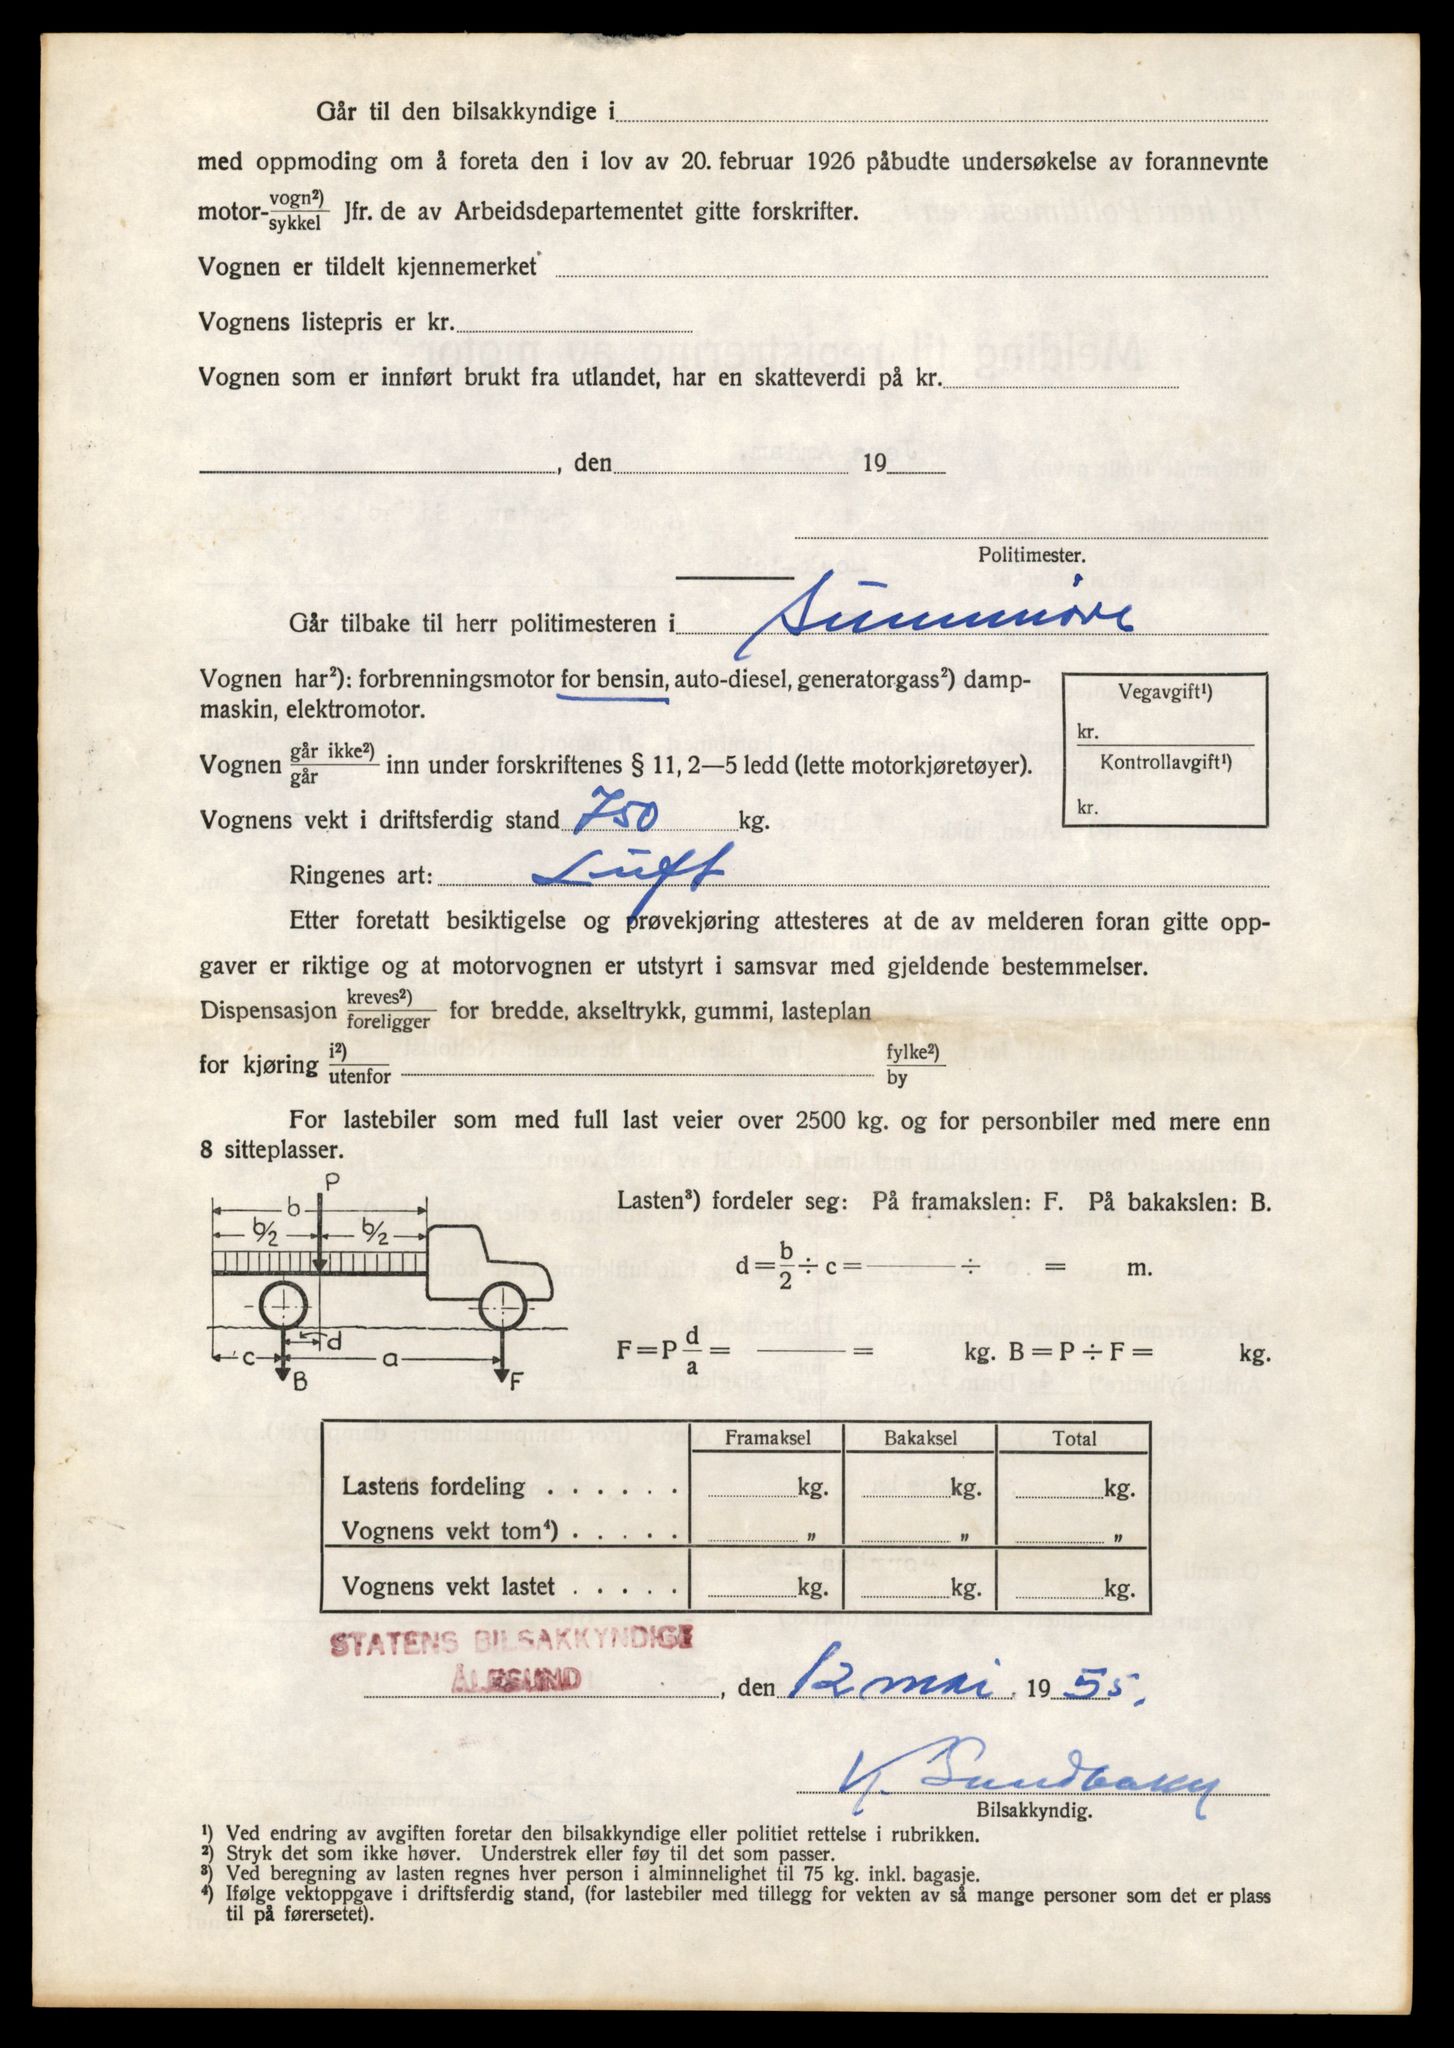 Går til den bilsakkyndige i
med oppmoding om å foreta den i lov av 20. februar 1926 påbudte undersøkelse av forannevnte
motor- vogn²) / sykkel Jfr. de av Arbeidsdepartementet gitte forskrifter.
Vognen er tildelt kjennemerket
Vognens listepris er kr.
Vognen som er innført brukt fra utlandet, har en skatteverdi på kr.
, den 19
Politimester.
Går tilbake til herr politimesteren i Sunnmøre
Vognen har²): forbrenningsmotor for bensin, auto-diesel, generatorgass²) damp-
maskin, elektromotor.
Vegavgift¹)
kr.
Kontrollavgift¹)
kr.
Vognen går ikke²) / går inn under forskriftenes § 11, 2—5 ledd (lette motorkjøretøyer).
Vognens vekt i driftsferdig stand 750 kg.
Ringenes art: Luft
Etter foretatt besiktigelse og prøvekjøring attesteres at de av melderen foran gitte opp-
gaver er riktige og at motorvognen er utstyrt i samsvar med gjeldende bestemmelser.
Dispensasjon kreves²) / foreligger for bredde, akseltrykk, gummi, lasteplan
for kjøring i²) / utenfor fylke²) / by
For lastebiler som med full last veier over 2500 kg. og for personbiler med mere enn
8 sitteplasser.
P
b
b/2 b/2
d
c a
B F
Lasten³) fordeler seg: På framakslen: F. På bakakslen: B.
d = b/2 ÷ c = ÷ = m.
F = P d/a = = kg. B = P ÷ F = kg.
Framaksel Bakaksel Total
Lastens fordeling . . . . . . kg. kg. kg.
Vognens vekt tom⁴) . . . . . „ „ „
Vognens vekt lastet . . . . . kg. kg. kg.
STATENS BILSAKKYNDIGE
ÅLESUND
, den 12 mai 19 55.
K. Sundbakky
Bilsakkyndig.
¹) Ved endring av avgiften foretar den bilsakkyndige eller politiet rettelse i rubrikken.
²) Stryk det som ikke høver. Understrek eller føy til det som passer.
³) Ved beregning av lasten regnes hver person i alminnelighet til 75 kg. inkl. bagasje.
⁴) Ifølge vektoppgave i driftsferdig stand, (for lastebiler med tillegg for vekten av så mange personer som det er plass
til på førersetet).